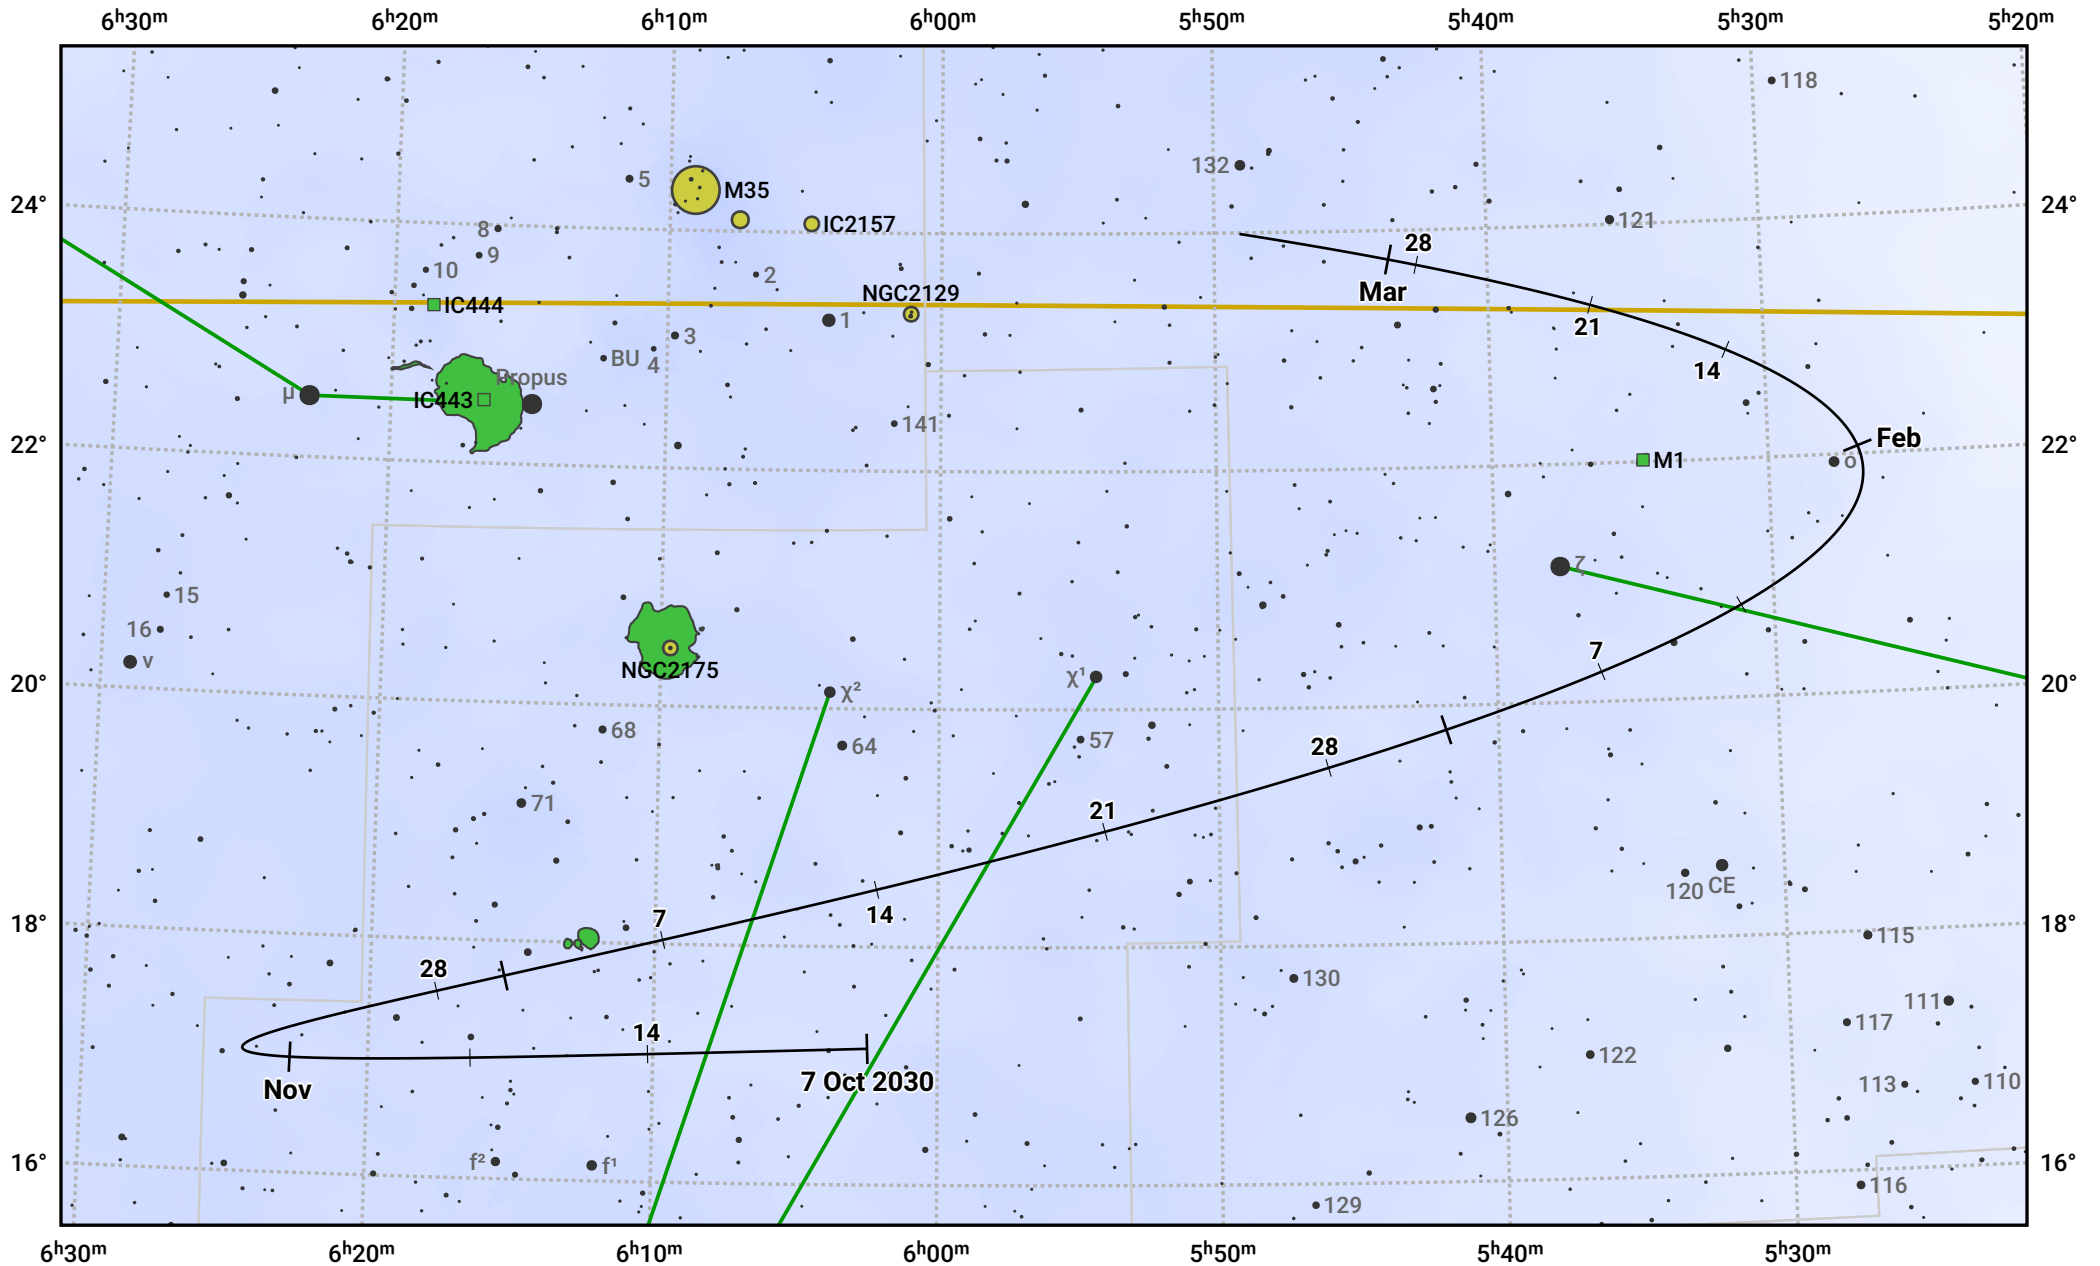 6h30m 6h20m 6h10m 6h00m 5h50m 5h40m 5h30m 5h20m
118
132
5 M35
24° 24°
8 IC2157 121
28
9
10 2
Mar
NGC2129
IC444
1
21
3
BU 4
14
Propus
μ
IC443
141
Feb
22° 22°
M1 ο
ζ
15
16
7
ν
NGC2175
χ¹
20° 20°
χ²
68
57
64 28
71
21
120 CE
14
7
18° 18°
115
28
130
111
117
14
122
7 Oct 2030
Nov
113 110
126
16° 16°
f² f¹
116
129
6h30m 6h20m 6h10m 6h00m 5h50m 5h40m 5h30m